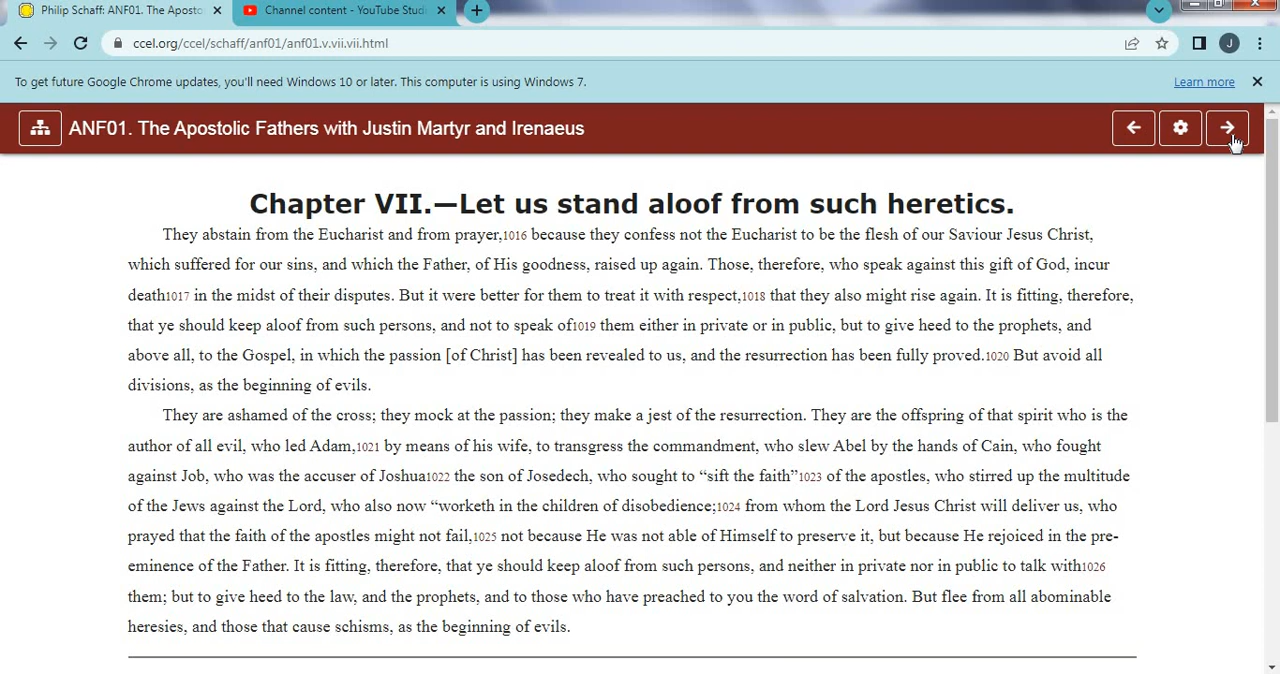 Philip Schaff: ANF01. The Aposto
Channel content - YouTube Studi
ccel.org/ccel/schaff/anf01/anf01.v.vii.vii.html
J
To get future Google Chrome updates, you'll need Windows 10 or later. This computer is using Windows 7.
Learn more
ANF01. The Apostolic Fathers with Justin Martyr and Irenaeus
Chapter VII.—Let us stand aloof from such heretics.
They abstain from the Eucharist and from prayer,1016 because they confess not the Eucharist to be the flesh of our Saviour Jesus Christ,
which suffered for our sins, and which the Father, of His goodness, raised up again. Those, therefore, who speak against this gift of God, incur
death1017 in the midst of their disputes. But it were better for them to treat it with respect,1018 that they also might rise again. It is fitting, therefore,
that ye should keep aloof from such persons, and not to speak of1019 them either in private or in public, but to give heed to the prophets, and
above all, to the Gospel, in which the passion [of Christ] has been revealed to us, and the resurrection has been fully proved.1020 But avoid all
divisions, as the beginning of evils.
They are ashamed of the cross; they mock at the passion; they make a jest of the resurrection. They are the offspring of that spirit who is the
author of all evil, who led Adam,1021 by means of his wife, to transgress the commandment, who slew Abel by the hands of Cain, who fought
against Job, who was the accuser of Joshua1022 the son of Josedech, who sought to “sift the faith”1023 of the apostles, who stirred up the multitude
of the Jews against the Lord, who also now “worketh in the children of disobedience;1024 from whom the Lord Jesus Christ will deliver us, who
prayed that the faith of the apostles might not fail,1025 not because He was not able of Himself to preserve it, but because He rejoiced in the pre-
eminence of the Father. It is fitting, therefore, that ye should keep aloof from such persons, and neither in private nor in public to talk with1026
them; but to give heed to the law, and the prophets, and to those who have preached to you the word of salvation. But flee from all abominable
heresies, and those that cause schisms, as the beginning of evils.